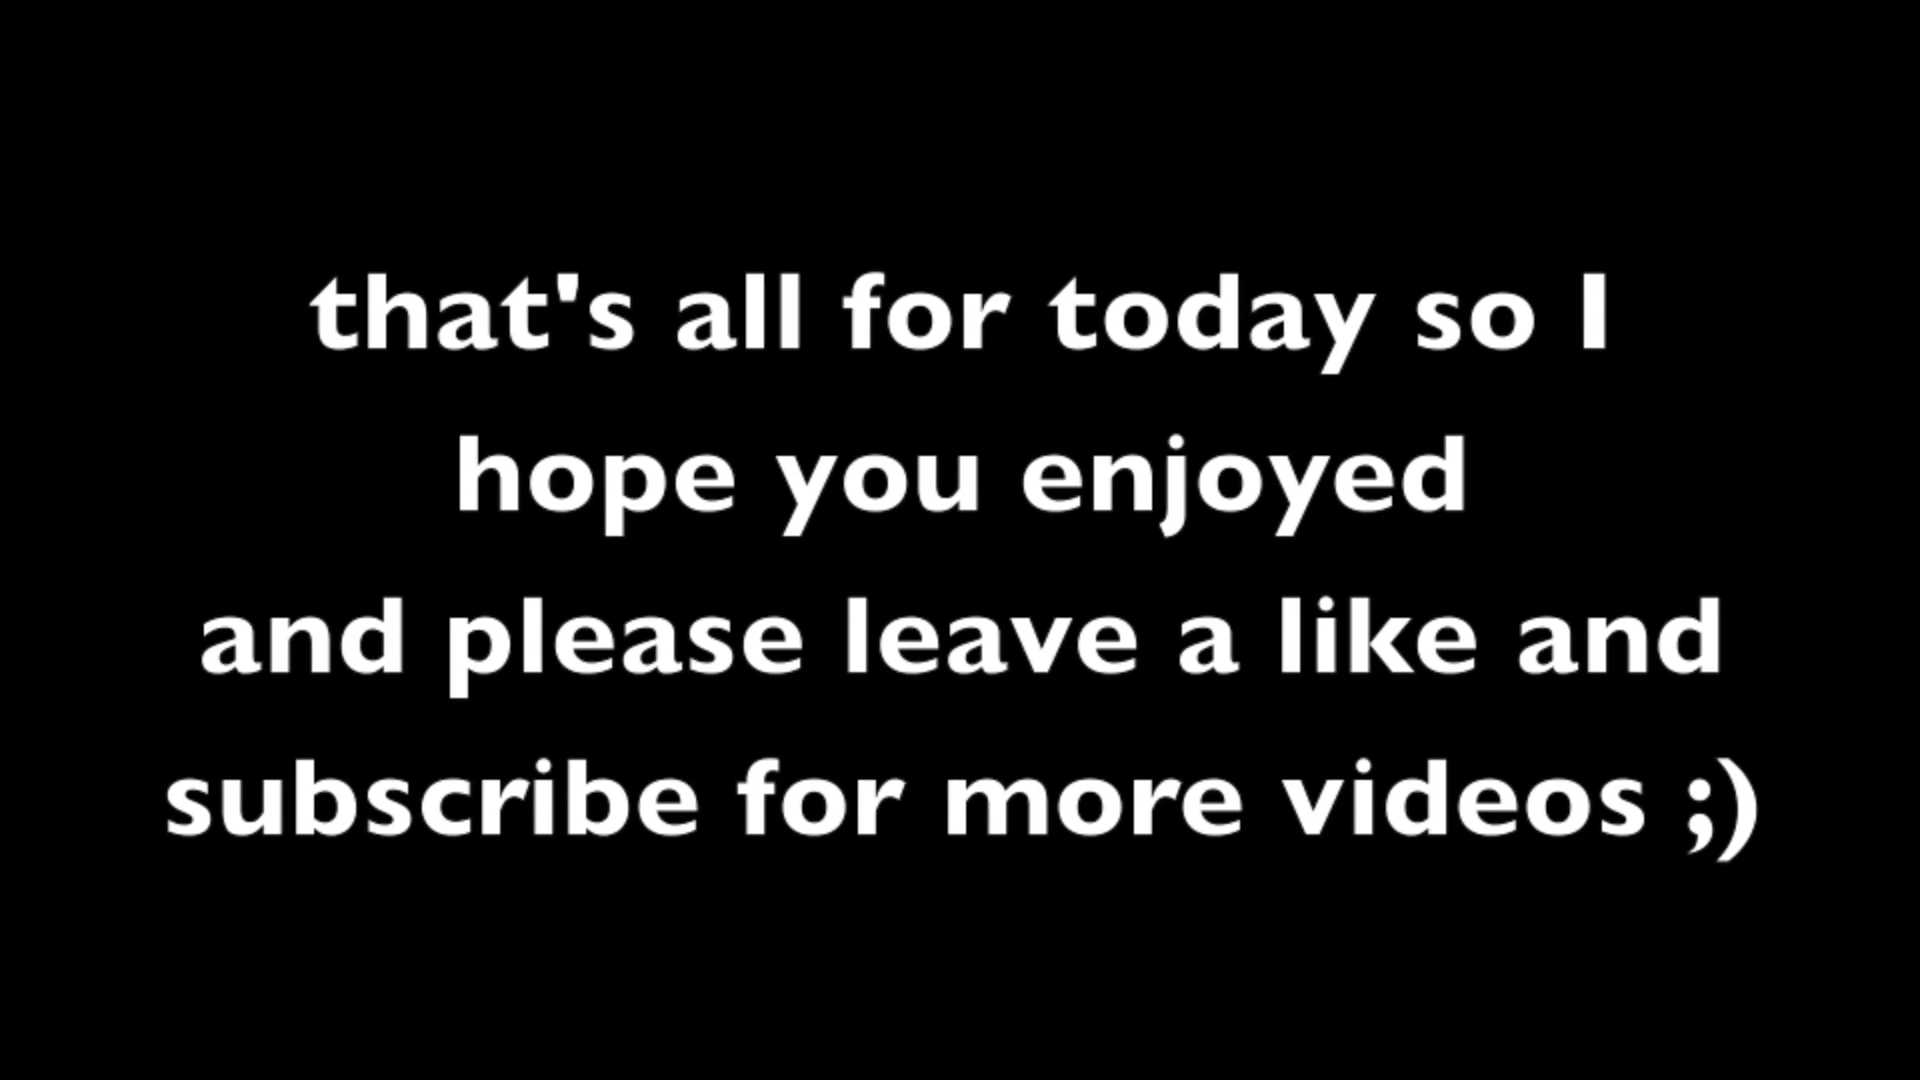 that's all for today so I
hope you enjoyed
and please leave a like and
subscribe for more videos ;)